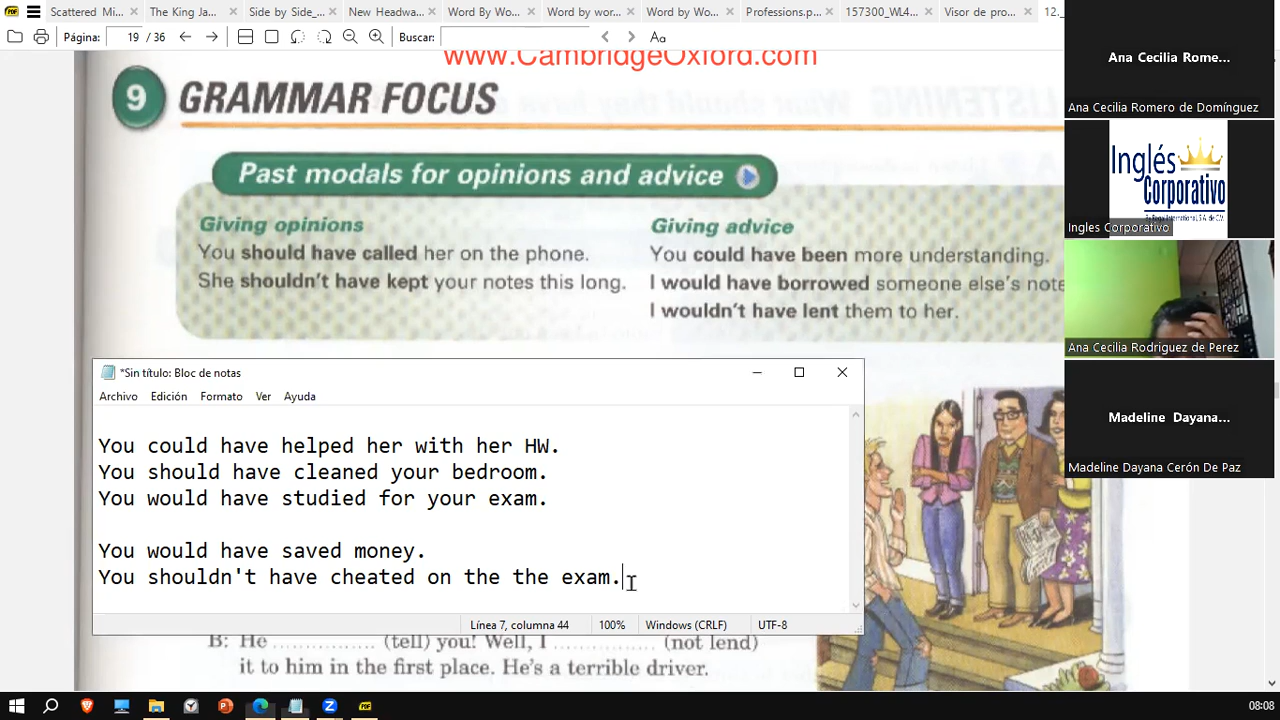 Scattered Mi...
The King Ja...
Side by Side_...
New Headwa...
Word By Wo...
Word by wor...
Word by Wo...
Professions.p...
157300_WL4...
Visor de pro...
12._
Página: 19 / 36
Buscar:
www.CambridgeOxford.com
9 GRAMMAR FOCUS
Past modals for opinions and advice
Giving opinions
You should have called her on the phone.
She shouldn't have kept your notes this long.
Giving advice
You could have been more understanding.
I would have borrowed someone else's note
I wouldn't have lent them to her.
*Sin título: Bloc de notas
Archivo Edición Formato Ver Ayuda
You could have helped her with her HW.
You should have cleaned your bedroom.
You would have studied for your exam.
You would have saved money.
You shouldn't have cheated on the the exam.
Línea 7, columna 44 100% Windows (CRLF) UTF-8
B: He ............... (tell) you! Well, I ............... (not lend)
it to him in the first place. He's a terrible driver.
Ana Cecilia Rome...
Ana Cecilia Romero de Domínguez
Inglés
Corporativo
Ingles Corporativo
Ana Cecilia Rodriguez de Perez
Madeline Dayana...
Madeline Dayana Cerón De Paz
08:08